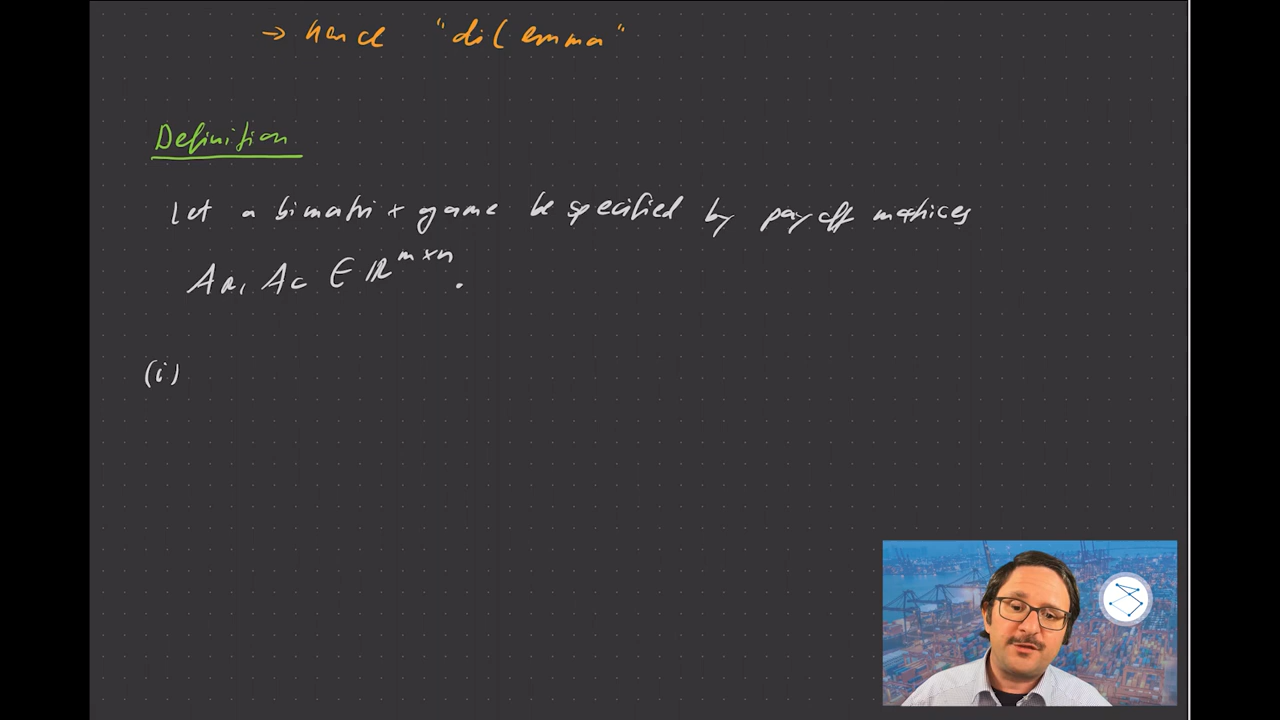 → hence "dilemma"
Definition
Let a bimatrix game be specified by payoff matrices
A_R, A_C ∈ ℝ^{m×n}.
(i)